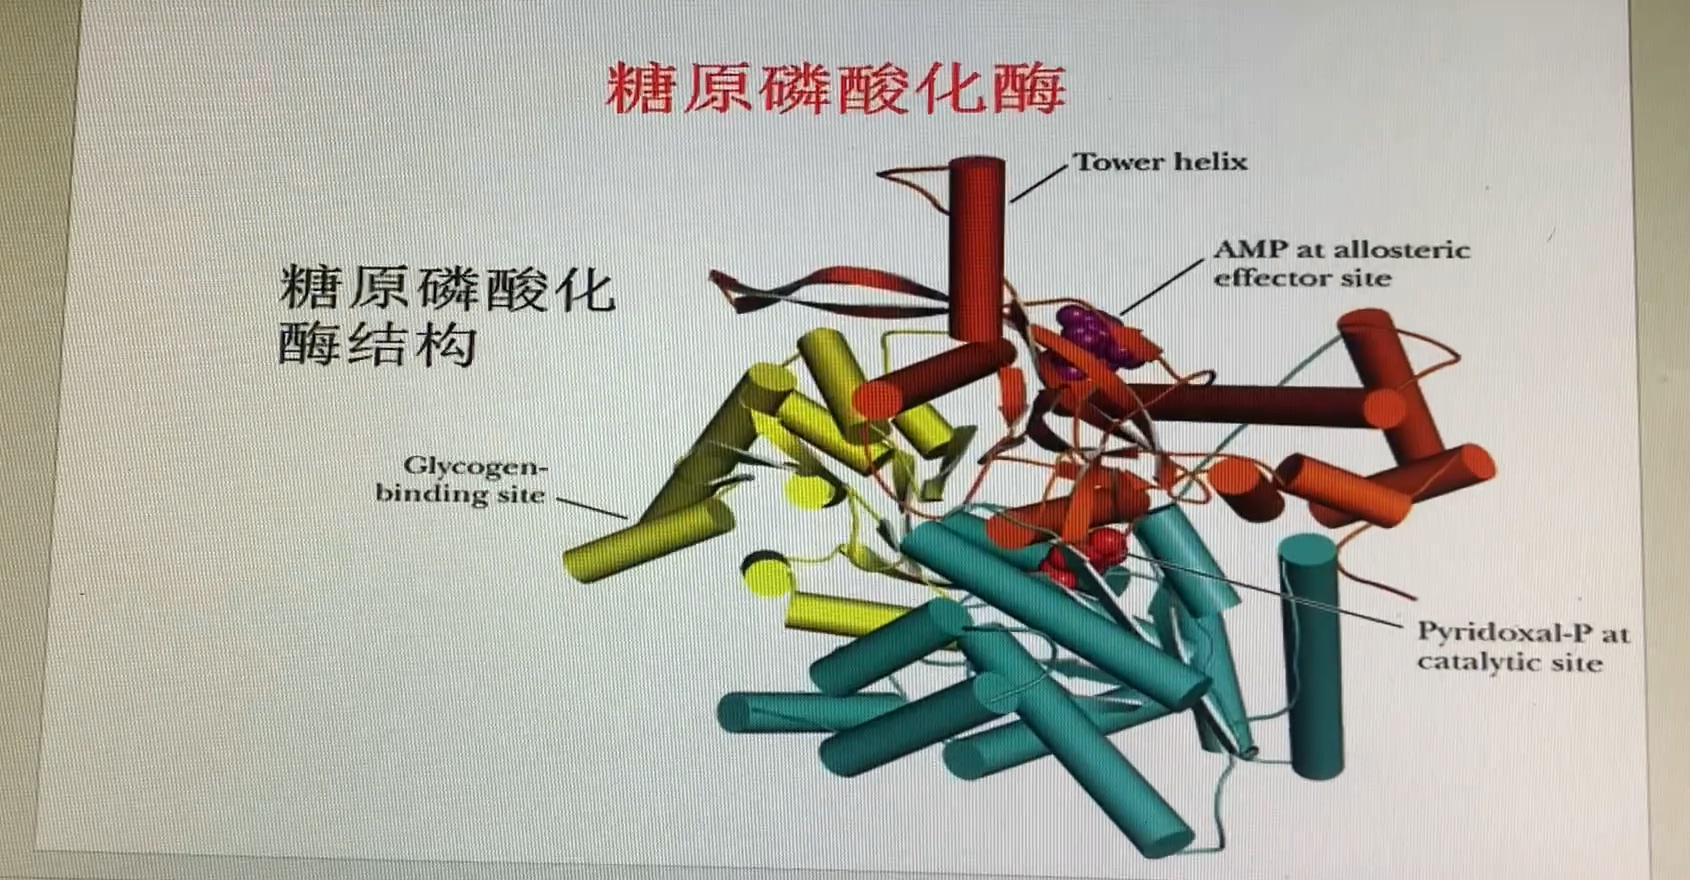 糖原磷酸化酶
Tower helix
AMP at allosteric
effector site
糖原磷酸化
酶结构
Glycogen-
binding site
Pyridoxal-P at
catalytic site